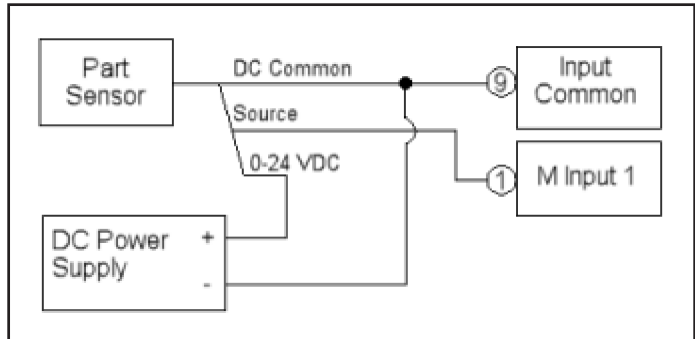 Part
Sensor
DC Common
9
Input
Common
Source
0-24 VDC
1
M Input 1
DC Power
Supply
+
-